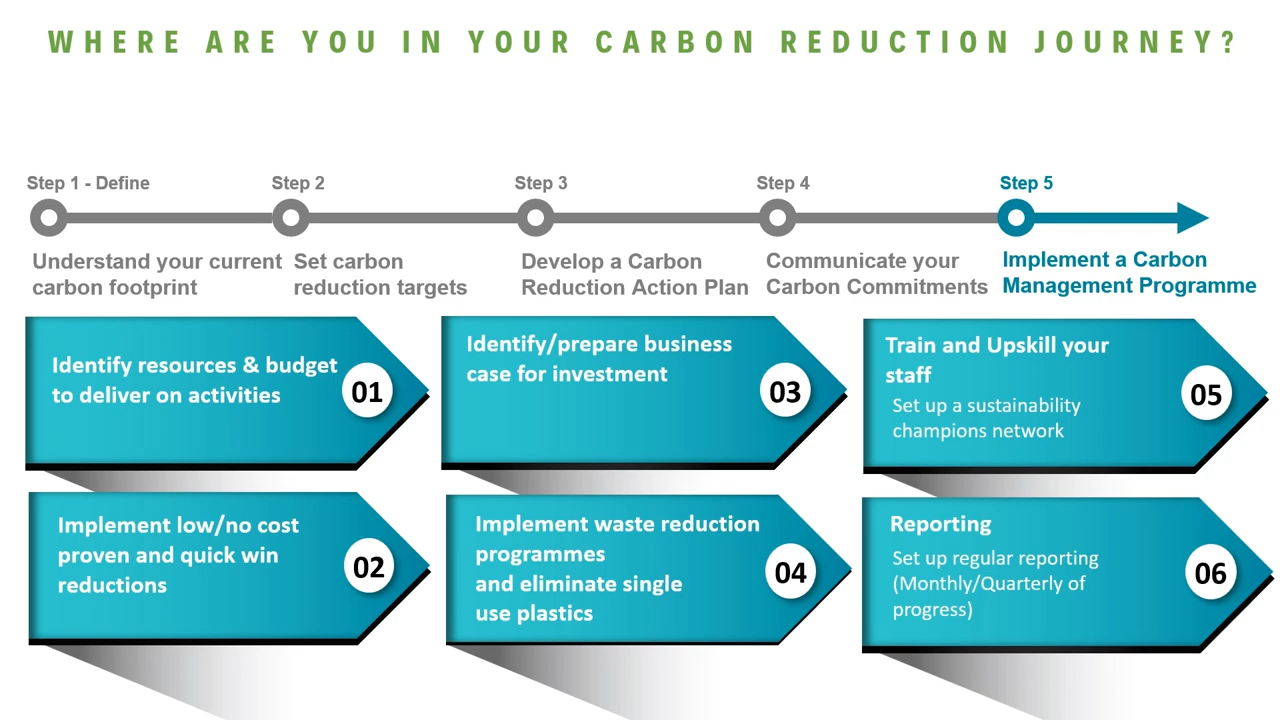 WHERE ARE YOU IN YOUR CARBON REDUCTION JOURNEY?
Step 1 - Define
Understand your current
carbon footprint
Step 2
Set carbon
reduction targets
Step 3
Develop a Carbon
Reduction Action Plan
Step 4
Communicate your
Carbon Commitments
Step 5
Implement a Carbon
Management Programme
Identify resources & budget
to deliver on activities
01
Implement low/no cost
proven and quick win
reductions
02
Identify/prepare business
case for investment
03
Implement waste reduction
programmes
and eliminate single
use plastics
04
Train and Upskill your
staff
Set up a sustainability
champions network
05
Reporting
Set up regular reporting
(Monthly/Quarterly of
progress)
06